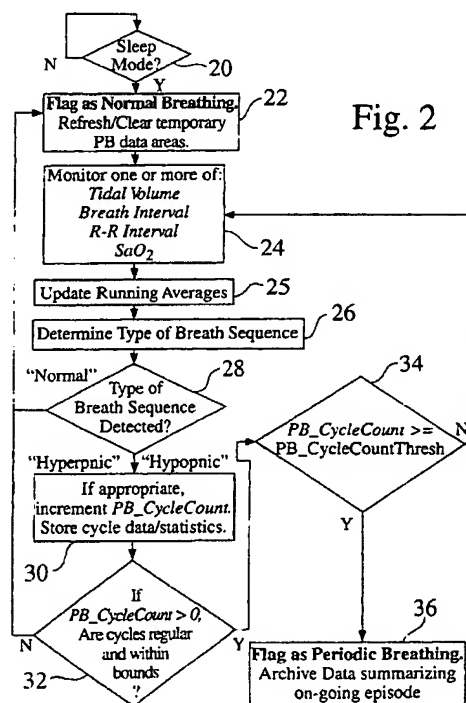 Sleep
Mode?
N
20
Y
Flag as Normal Breathing.
Refresh/Clear temporary
PB data areas.
22
Fig. 2
Monitor one or more of:
Tidal Volume
Breath Interval
R-R Interval
SaO2
24
Update Running Averages
25
Determine Type of Breath Sequence
26
"Normal"
28
Type of
Breath Sequence
Detected?
34
PB_CycleCount >=
PB_CycleCountThresh
N
Y
"Hyperpnic" "Hypopnic"
If appropriate,
increment PB_CycleCount.
Store cycle data/statistics.
30
If
PB_CycleCount > 0,
Are cycles regular
and within
bounds
?
N
Y
32
36
Flag as Periodic Breathing.
Archive Data summarizing
on-going episode